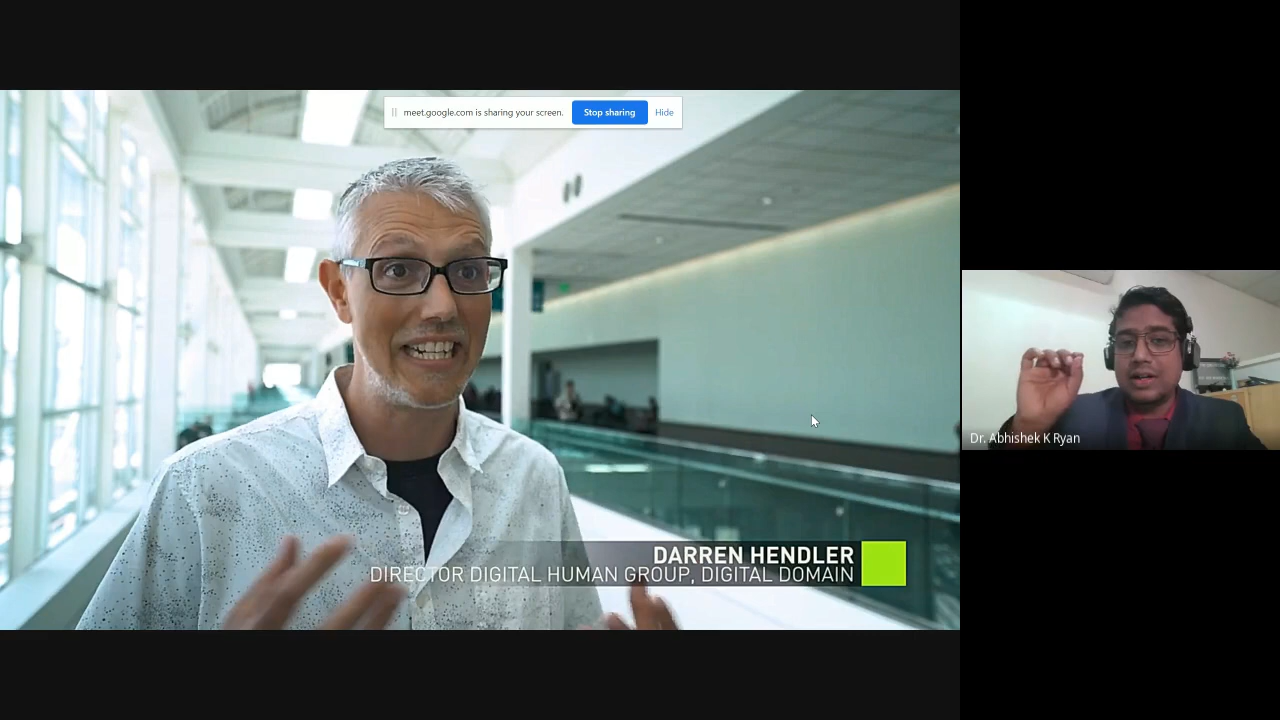 meet.google.com is sharing your screen.
Stop sharing
Hide
DARREN HENDLER
DIRECTOR DIGITAL HUMAN GROUP, DIGITAL DOMAIN
Dr. Abhishek K Ryan